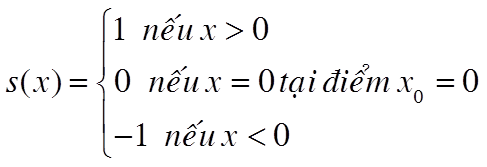 1 nếu x > 0
s(x) = { 0 nếu x = 0 tại điểm x₀ = 0
−1 nếu x < 0